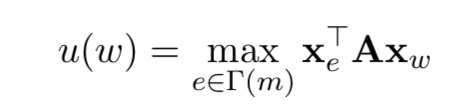 u(w) = max_{e∈Γ(m)} x_e^⊤ A x_w